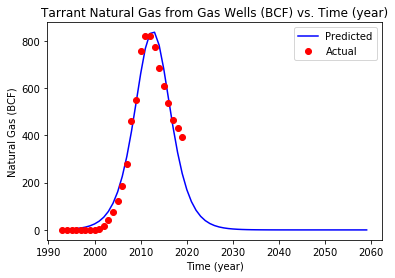 Tarrant Natural Gas from Gas Wells (BCF) vs. Time (year)
Predicted
Actual
Natural Gas (BCF)
800
600
400
200
0
1990 2000 2010 2020 2030 2040 2050 2060
Time (year)